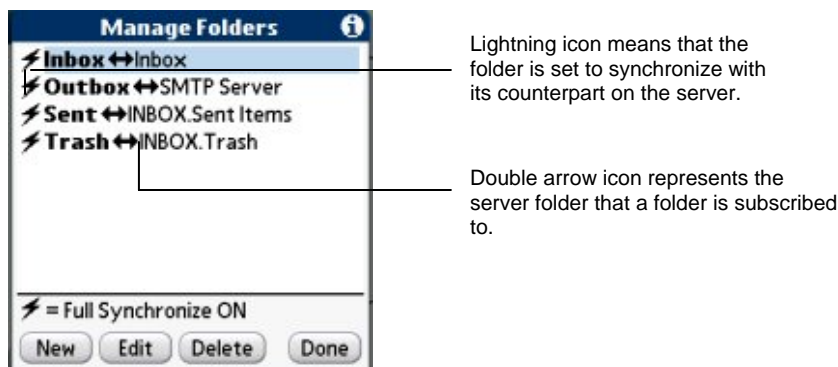 Manage Folders
Inbox ↔ Inbox
Outbox ↔ SMTP Server
Sent ↔ INBOX.Sent Items
Trash ↔ INBOX.Trash
= Full Synchronize ON
New Edit Delete Done
Lightning icon means that the
folder is set to synchronize with
its counterpart on the server.
Double arrow icon represents the
server folder that a folder is subscribed
to.